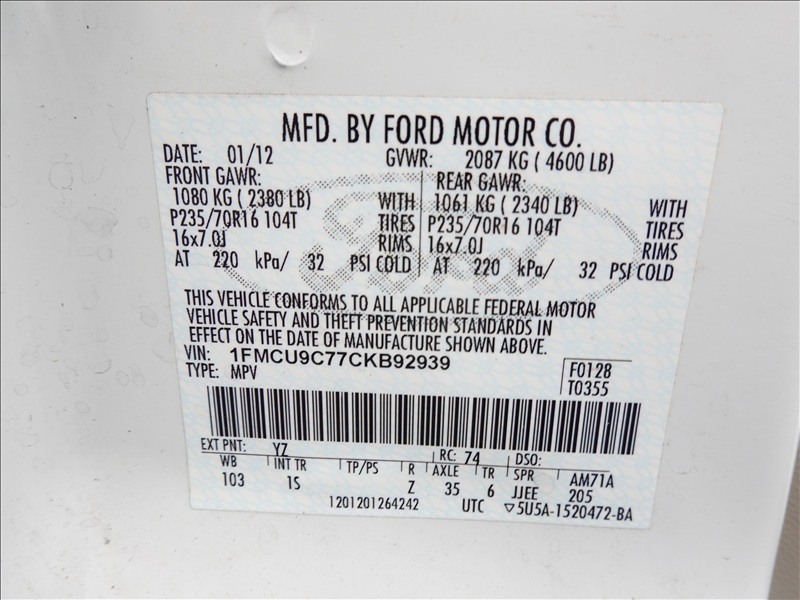 MFD. BY FORD MOTOR CO.
DATE: 01/12 GVWR: 2087 KG ( 4600 LB)
FRONT GAWR: REAR GAWR:
1080 KG ( 2380 LB) WITH 1061 KG ( 2340 LB) WITH
P235/70R16 104T TIRES P235/70R16 104T TIRES
16x7.0J RIMS 16x7.0J RIMS
AT 220 kPa/ 32 PSI COLD AT 220 kPa/ 32 PSI COLD
Ford
THIS VEHICLE CONFORMS TO ALL APPLICABLE FEDERAL MOTOR
VEHICLE SAFETY AND THEFT PREVENTION STANDARDS IN
EFFECT ON THE DATE OF MANUFACTURE SHOWN ABOVE.
VIN: 1FMCU9C77CKB92939
TYPE: MPV
F0128
T0355
EXT PNT: YZ RC: 74 DSO:
WB INT TR TP/PS R AXLE TR SPR AM71A
103 IS Z 35 6 JJEE 205
1201201264242 UTC ▽5U5A-1520472-BA